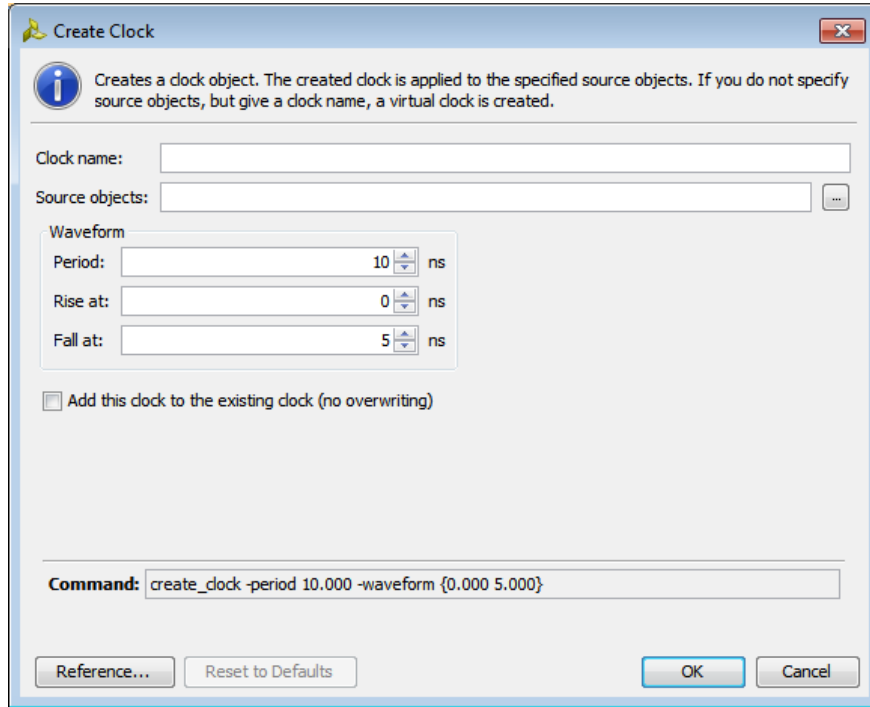 Create Clock
Creates a clock object. The created clock is applied to the specified source objects. If you do not specify
source objects, but give a clock name, a virtual clock is created.
Clock name:
Source objects:
...
Waveform
Period: 10 ns
Rise at: 0 ns
Fall at: 5 ns
Add this clock to the existing clock (no overwriting)
Command: create_clock -period 10.000 -waveform {0.000 5.000}
Reference... Reset to Defaults OK Cancel